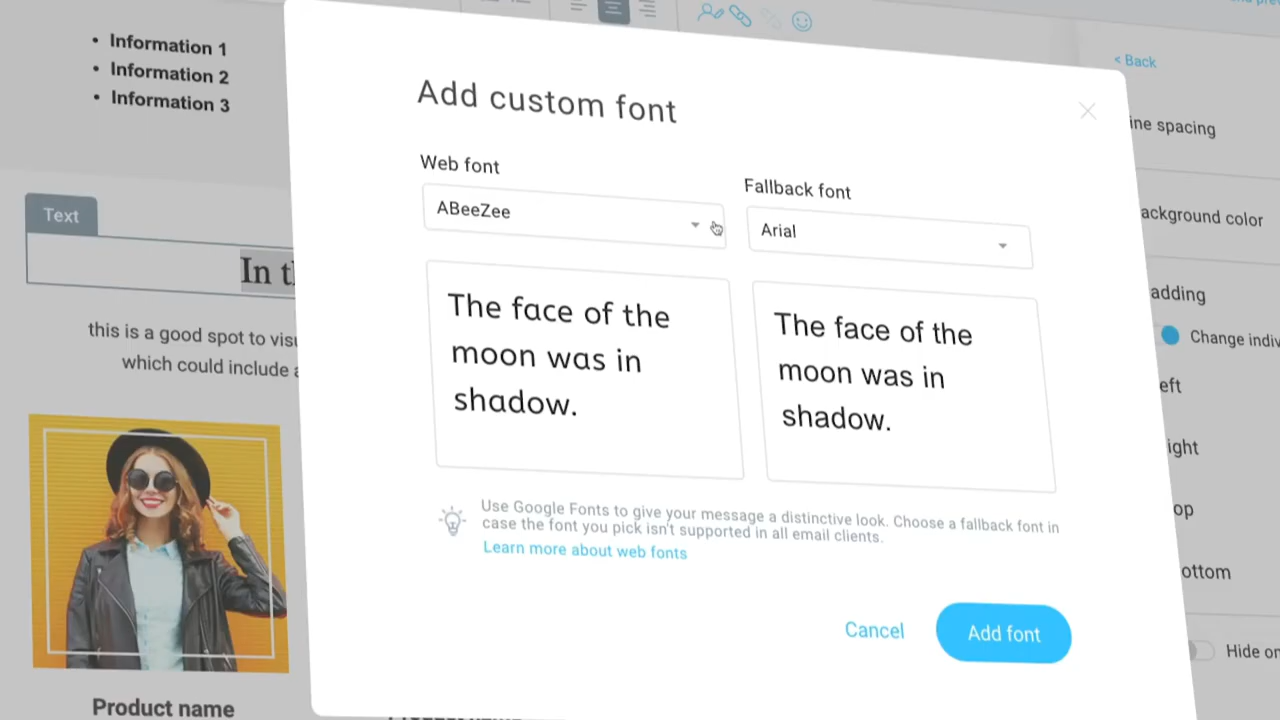 Information 1
Information 2
Information 3
< Back
Add custom font
ine spacing
Web font
Fallback font
Text
ABeeZee
Arial
ackground color
In t
The face of the
moon was in
shadow.
The face of the
moon was in
shadow.
adding
this is a good spot to vis
which could include
Change indiv
eft
ight
op
ottom
Use Google Fonts to give your message a distinctive look. Choose a fallback font in
case the font you pick isn't supported in all email clients.
Learn more about web fonts
Cancel
Add font
Hide on
Product name